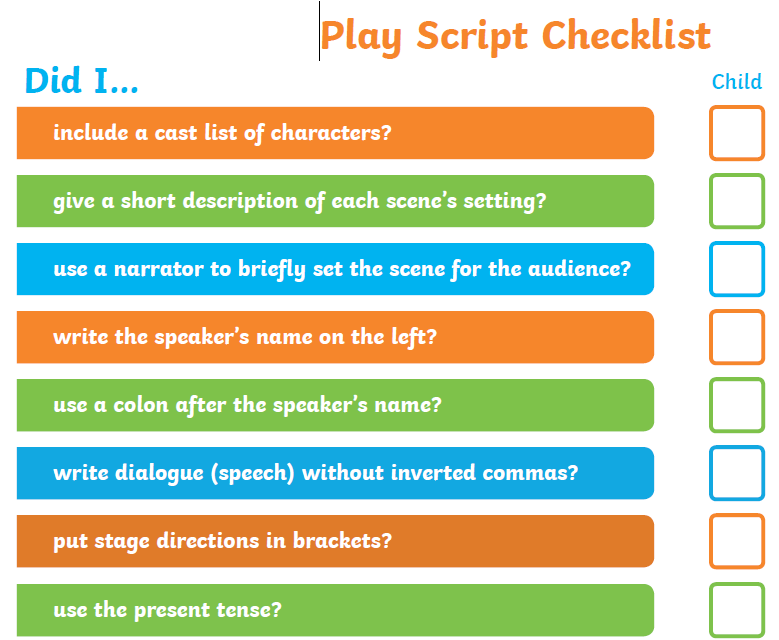 Play Script Checklist
Did I...
Child
include a cast list of characters?
give a short description of each scene's setting?
use a narrator to briefly set the scene for the audience?
write the speaker's name on the left?
use a colon after the speaker's name?
write dialogue (speech) without inverted commas?
put stage directions in brackets?
use the present tense?